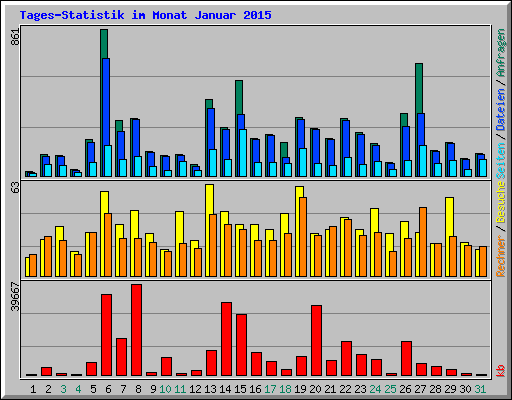 Tages-Statistik im Monat Januar 2015
861
63
39667
Rechner / Besuche
Seiten / Dateien / Anfragen
kb
1 2 3 4 5 6 7 8 9 10 11 12 13 14 15 16 17 18 19 20 21 22 23 24 25 26 27 28 29 30 31